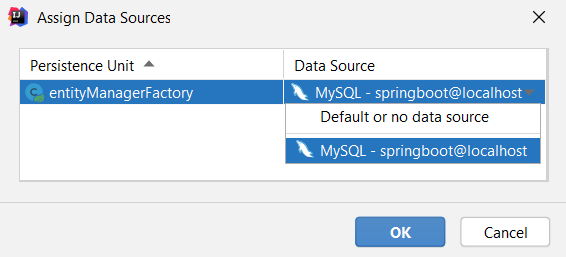 Assign Data Sources
Persistence Unit
Data Source
entityManagerFactory
MySQL - springboot@localhost
Default or no data source
MySQL - springboot@localhost
OK
Cancel